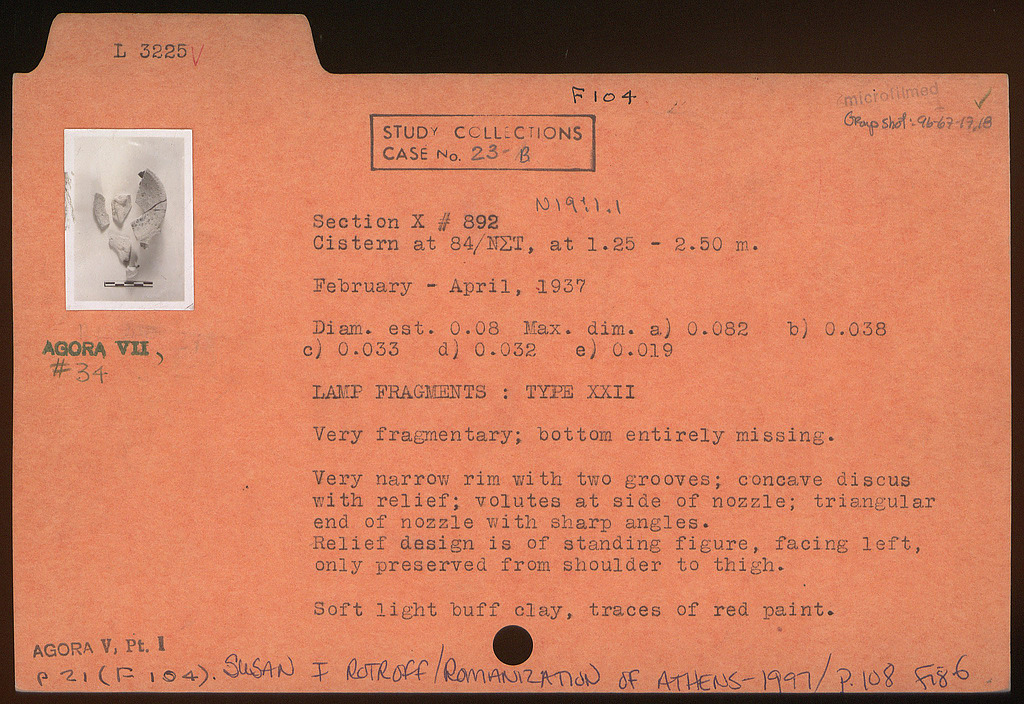 L 3225
F 104
microfilmed
Group shot: 96-67-17,18
STUDY COLLECTIONS
CASE No. 23-B
Section X # 892
Cistern at 84/ΝΣΤ, at 1.25 - 2.50 m.
February - April, 1937
Diam. est. 0.08 Max. dim. a) 0.082 b) 0.038
c) 0.033 d) 0.032 e) 0.019
AGORA VII,
#34
LAMP FRAGMENTS : TYPE XXII
Very fragmentary; bottom entirely missing.
Very narrow rim with two grooves; concave discus
with relief; volutes at side of nozzle; triangular
end of nozzle with sharp angles.
Relief design is of standing figure, facing left,
only preserved from shoulder to thigh.
Soft light buff clay, traces of red paint.
AGORA V, Pt. I
p 21 (F 104). SUSAN I ROTROFF/ROMANIZATION OF ATHENS-1997/P.108 FIG 6